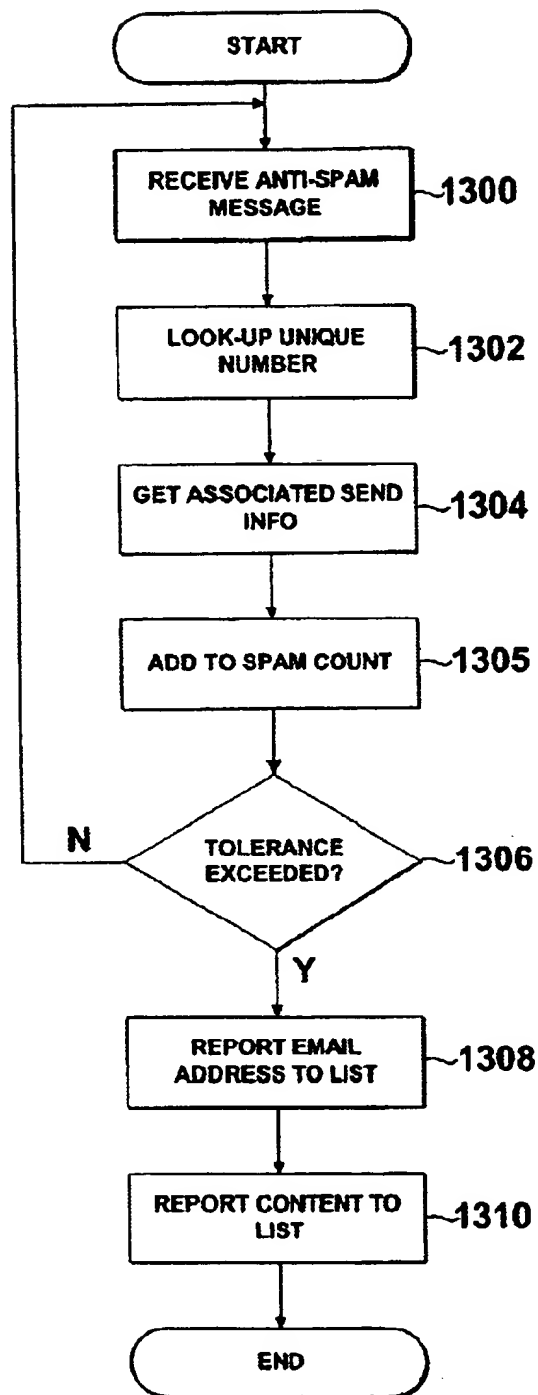 START
RECEIVE ANTI-SPAM
MESSAGE
1300
LOOK-UP UNIQUE
NUMBER
1302
GET ASSOCIATED SEND
INFO
1304
ADD TO SPAM COUNT
1305
N
TOLERANCE
EXCEEDED?
1306
Y
REPORT EMAIL
ADDRESS TO LIST
1308
REPORT CONTENT TO
LIST
1310
END